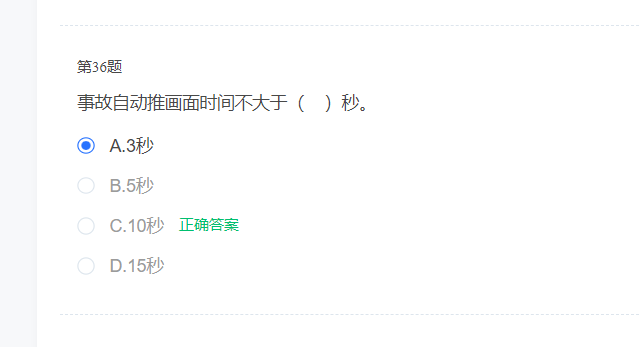 第36题
事故自动推画面时间不大于（　）秒。
A.3秒
B.5秒
C.10秒 正确答案
D.15秒